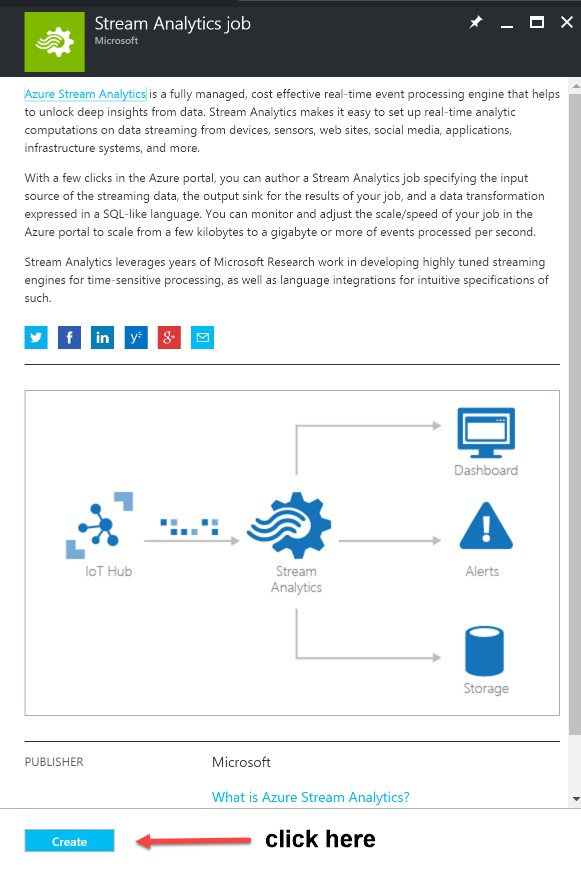 Stream Analytics job
Microsoft
Azure Stream Analytics is a fully managed, cost effective real-time event processing engine that helps
to unlock deep insights from data. Stream Analytics makes it easy to set up real-time analytic
computations on data streaming from devices, sensors, web sites, social media, applications,
infrastructure systems, and more.
With a few clicks in the Azure portal, you can author a Stream Analytics job specifying the input
source of the streaming data, the output sink for the results of your job, and a data transformation
expressed in a SQL-like language. You can monitor and adjust the scale/speed of your job in the
Azure portal to scale from a few kilobytes to a gigabyte or more of events processed per second.
Stream Analytics leverages years of Microsoft Research work in developing highly tuned streaming
engines for time-sensitive processing, as well as language integrations for intuitive specifications of
such.
Dashboard
IoT Hub
Stream
Analytics
Alerts
Storage
PUBLISHER
Microsoft
What is Azure Stream Analytics?
Create
click here